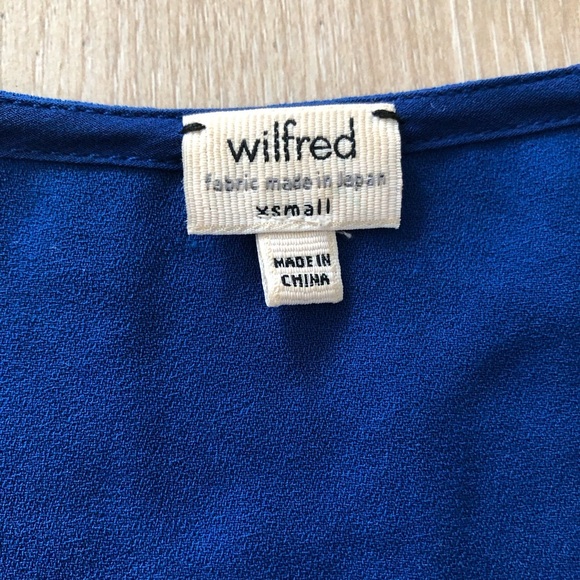 wilfred
fabric made in Japan
xsmall
MADE IN
CHINA